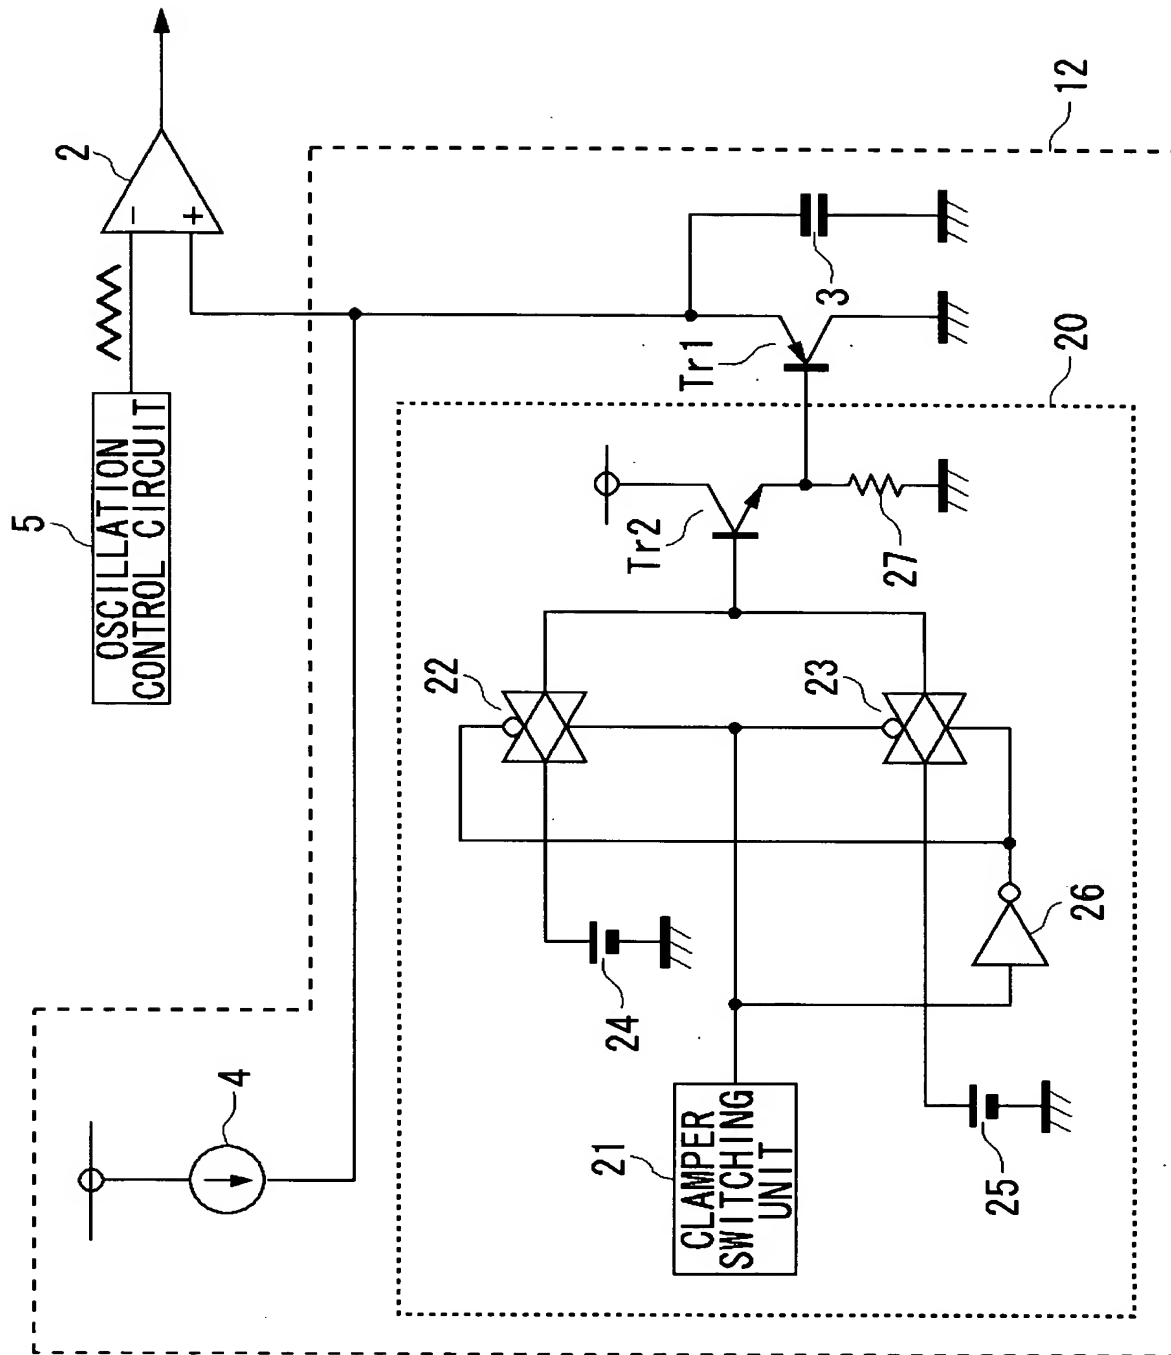 5
OSCILLATION
CONTROL CIRCUIT
2
−
+
12
4
3
Tr1
20
Tr2
27
22
23
24
26
21
CLAMPER
SWITCHING
UNIT
25